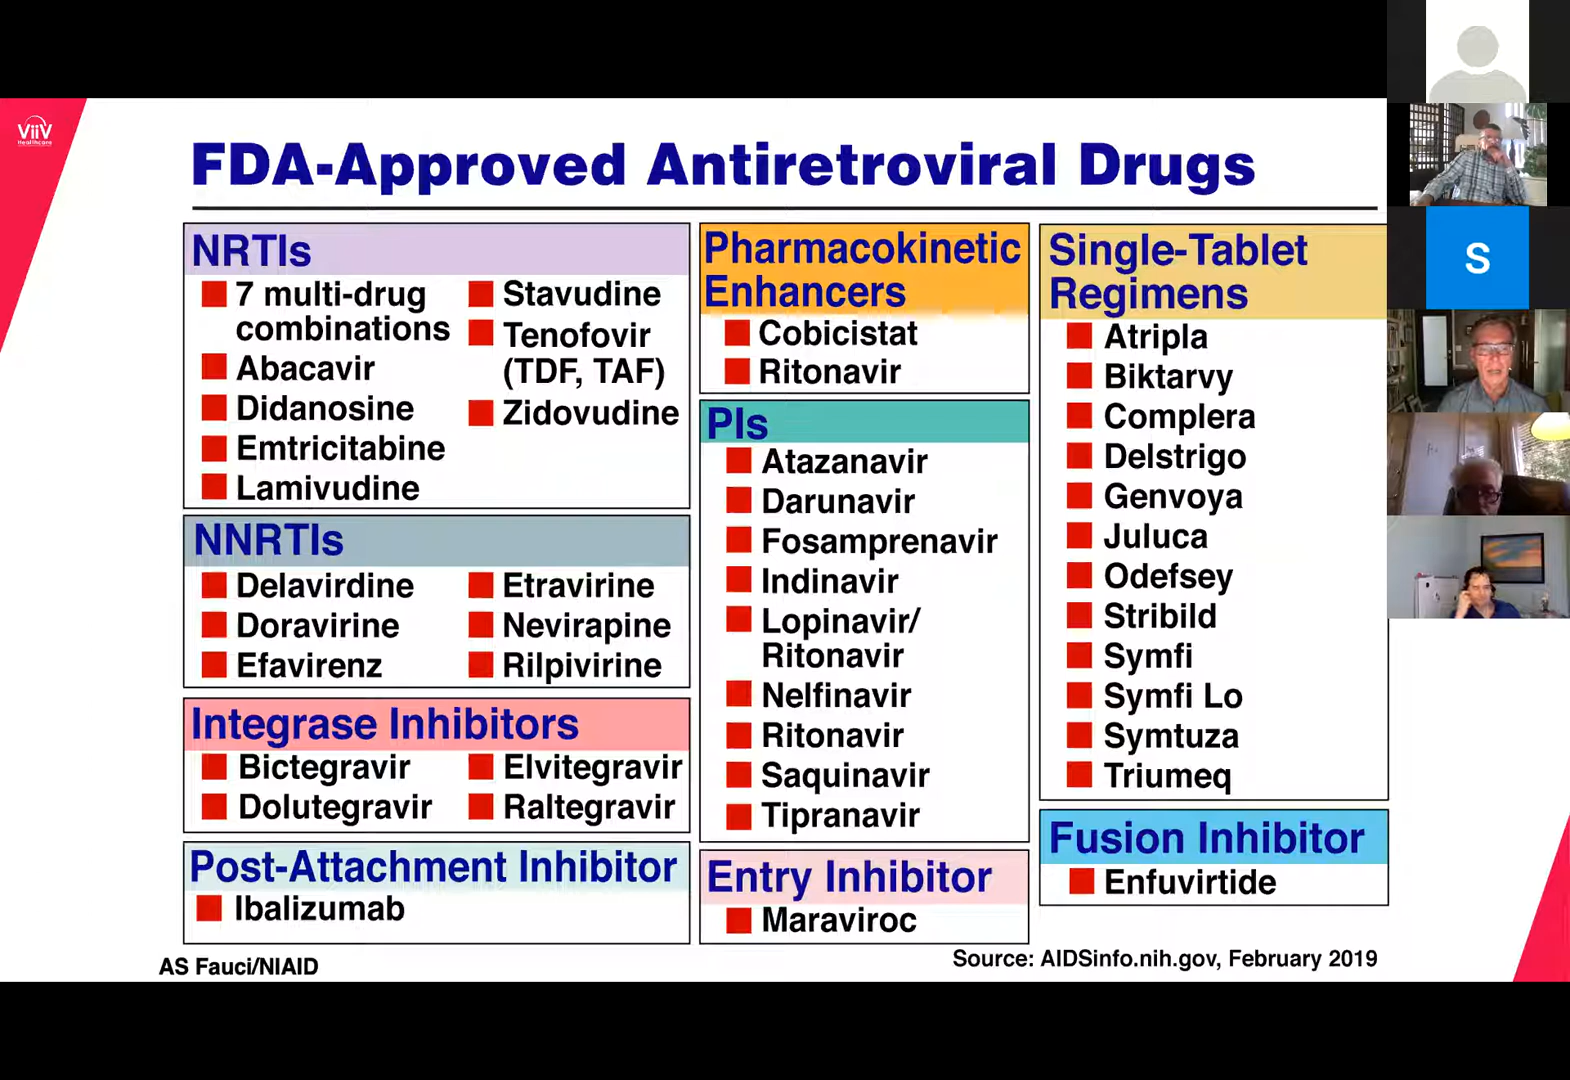 ViiV
Healthcare
FDA-Approved Antiretroviral Drugs
NRTIs
7 multi-drug
combinations
Abacavir
Didanosine
Emtricitabine
Lamivudine
Stavudine
Tenofovir
(TDF, TAF)
Zidovudine
NNRTIs
Delavirdine
Doravirine
Efavirenz
Etravirine
Nevirapine
Rilpivirine
Integrase Inhibitors
Bictegravir
Dolutegravir
Elvitegravir
Raltegravir
Post-Attachment Inhibitor
Ibalizumab
Pharmacokinetic
Enhancers
Cobicistat
Ritonavir
PIs
Atazanavir
Darunavir
Fosamprenavir
Indinavir
Lopinavir/
Ritonavir
Nelfinavir
Ritonavir
Saquinavir
Tipranavir
Entry Inhibitor
Maraviroc
Single-Tablet
Regimens
Atripla
Biktarvy
Complera
Delstrigo
Genvoya
Juluca
Odefsey
Stribild
Symfi
Symfi Lo
Symtuza
Triumeq
Fusion Inhibitor
Enfuvirtide
AS Fauci/NIAID
Source: AIDSinfo.nih.gov, February 2019
S